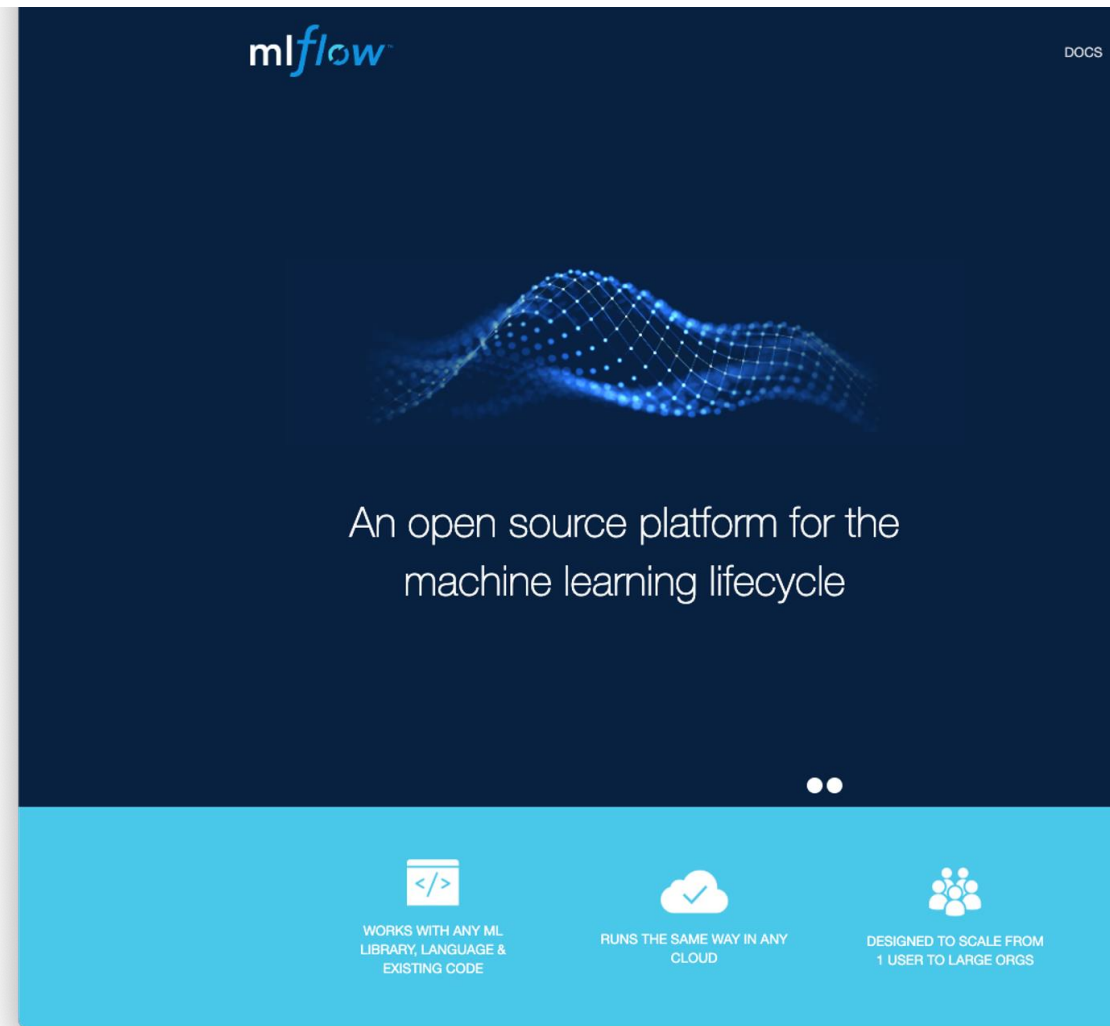 mlflow™
DOCS
An open source platform for the
machine learning lifecycle
</>
WORKS WITH ANY ML
LIBRARY, LANGUAGE &
EXISTING CODE
RUNS THE SAME WAY IN ANY
CLOUD
DESIGNED TO SCALE FROM
1 USER TO LARGE ORGS